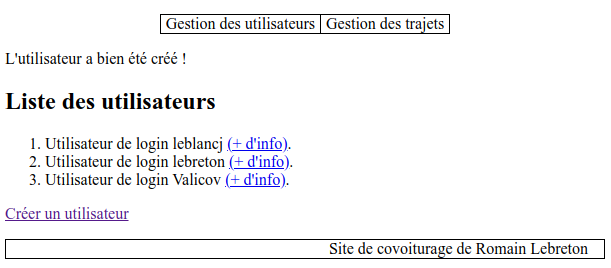 Gestion des utilisateurs Gestion des trajets
L'utilisateur a bien été créé !
Liste des utilisateurs
1. Utilisateur de login leblancj (+ d'info).
2. Utilisateur de login lebreton (+ d'info).
3. Utilisateur de login Valicov (+ d'info).
Créer un utilisateur
Site de covoiturage de Romain Lebreton